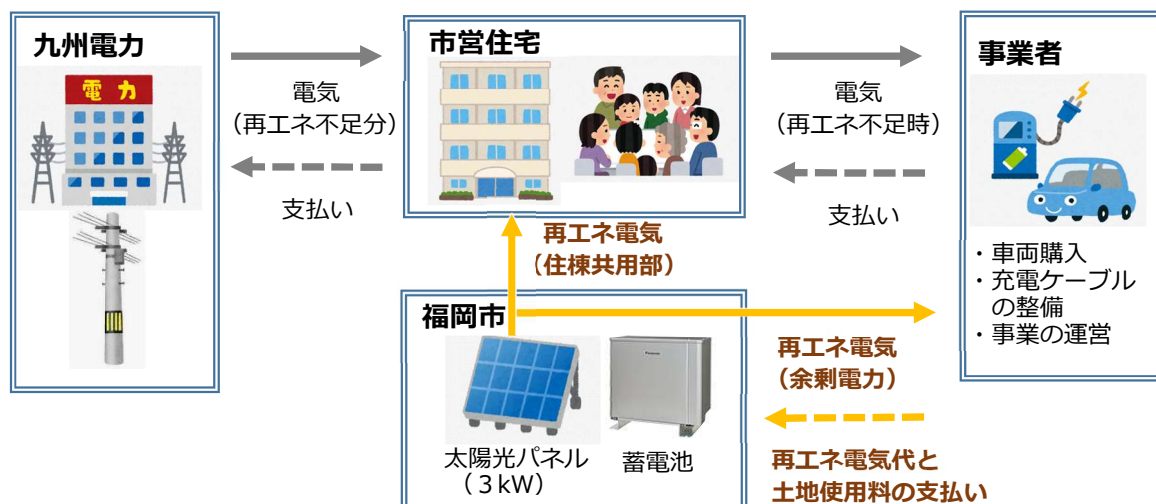 九州電力
電力
電気
（再エネ不足分）
支払い
市営住宅
電気
（再エネ不足時）
支払い
事業者
・車両購入
・充電ケーブル
の整備
・事業の運営
再エネ電気
（住棟共用部）
福岡市
Panasonic
太陽光パネル
（３kW）
蓄電池
再エネ電気
（余剰電力）
再エネ電気代と
土地使用料の支払い